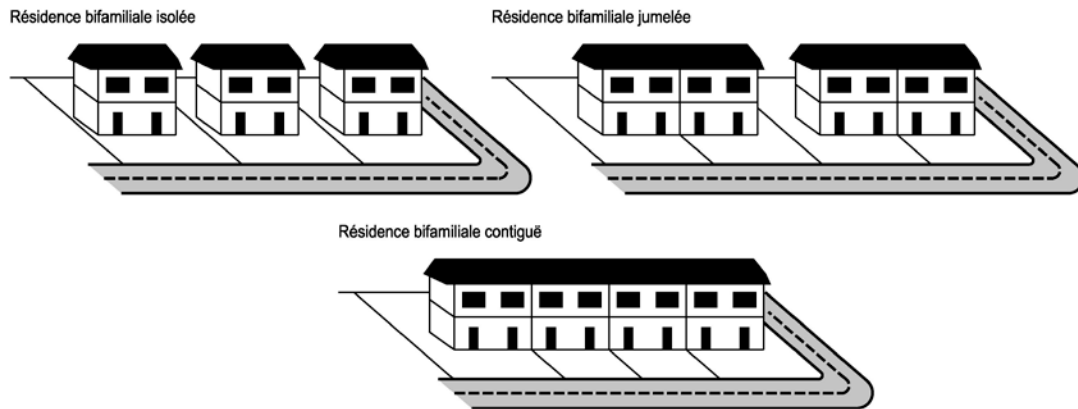 Résidence bifamiliale isolée
Résidence bifamiliale jumelée
Résidence bifamiliale contiguë